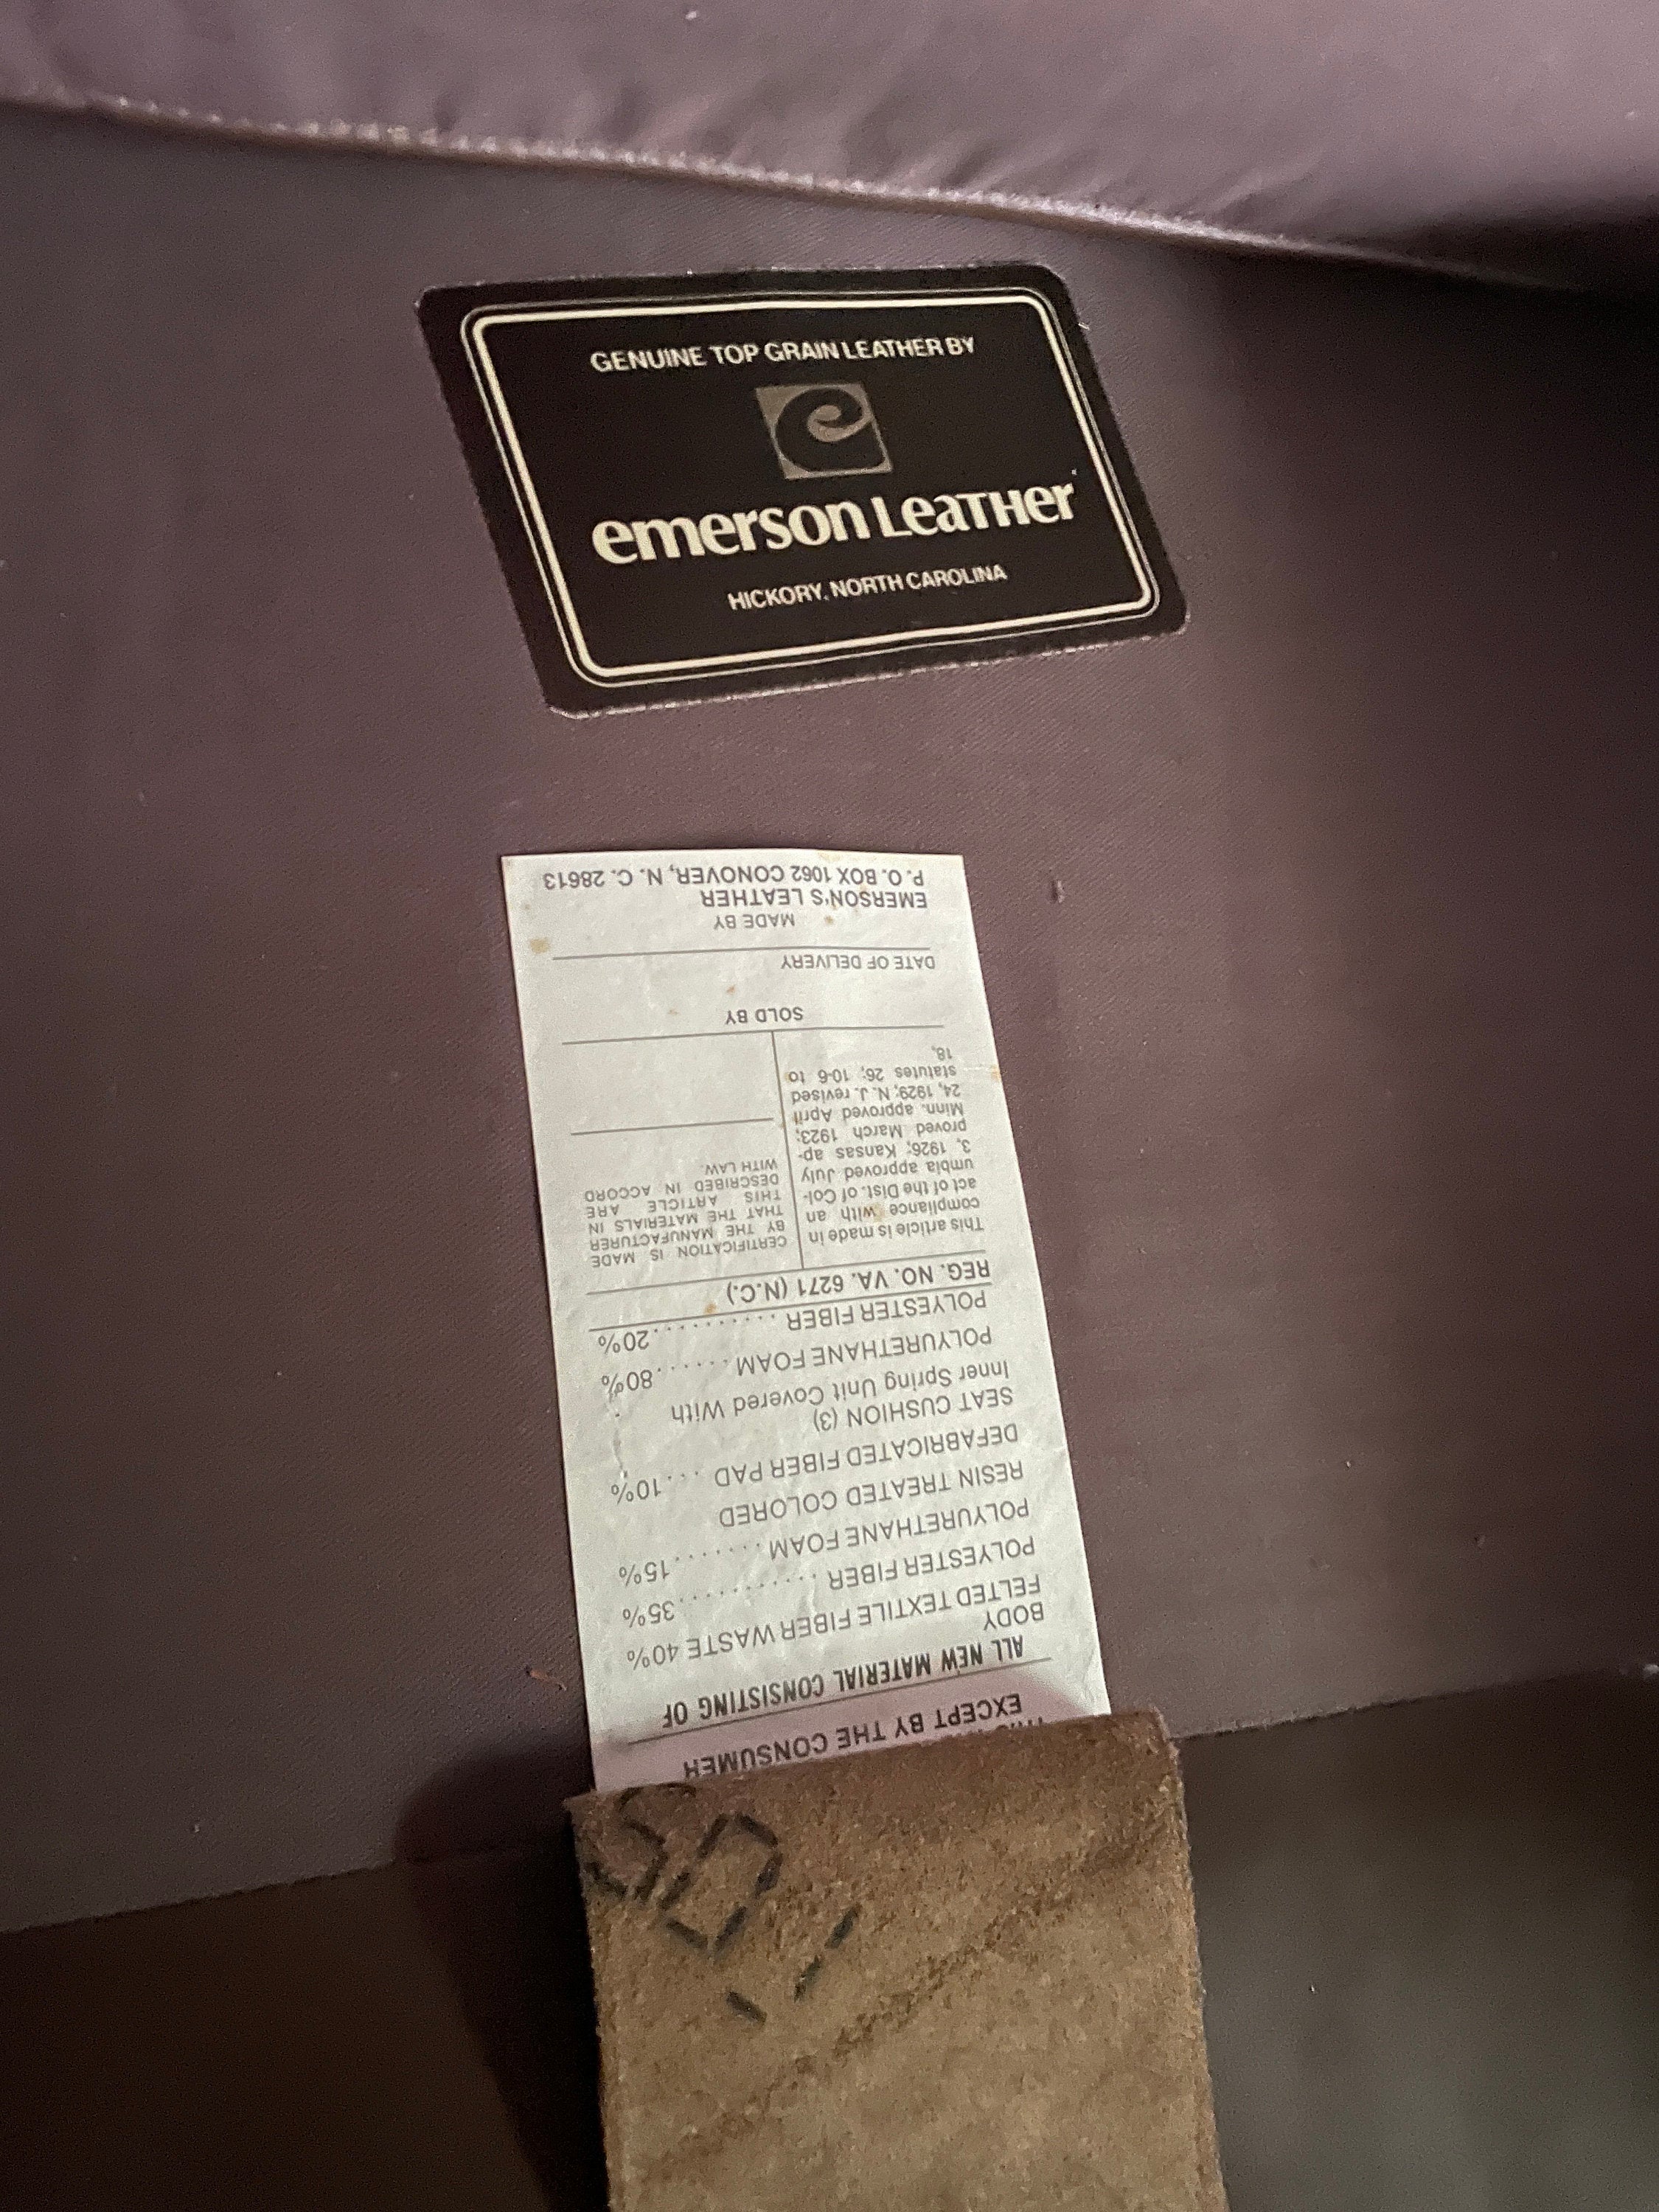 GENUINE TOP GRAIN LEATHER BY
emerson LeaTHer
HICKORY, NORTH CAROLINA
EXCEPT BY THE CONSUMER
ALL NEW MATERIAL CONSISTING OF
BODY
FELTED TEXTILE FIBER WASTE 40%
POLYESTER FIBER ............35%
POLYURETHANE FOAM ........15%
RESIN TREATED COLORED
DEFABRICATED FIBER PAD ....10%
SEAT CUSHION (3)
Inner Spring Unit Covered With
POLYURETHANE FOAM .......80%
POLYESTER FIBER ...........20%
REG. NO. VA. 6271 (N.C.)
This article is made in
compliance with an
act of the Dist. of Col-
umbia approved July
3, 1926; Kansas ap-
proved March 1923;
Minn. approved April
24, 1929; N. J. revised
statutes 26; 10-6 to
18,
CERTIFICATION IS MADE
BY THE MANUFACTURER
THAT THE MATERIALS IN
THIS ARTICLE ARE
DESCRIBED IN ACCORD
WITH LAW.
SOLD BY
DATE OF DELIVERY
MADE BY
EMERSON'S LEATHER
P. O. BOX 1062 CONOVER, N. C. 28613